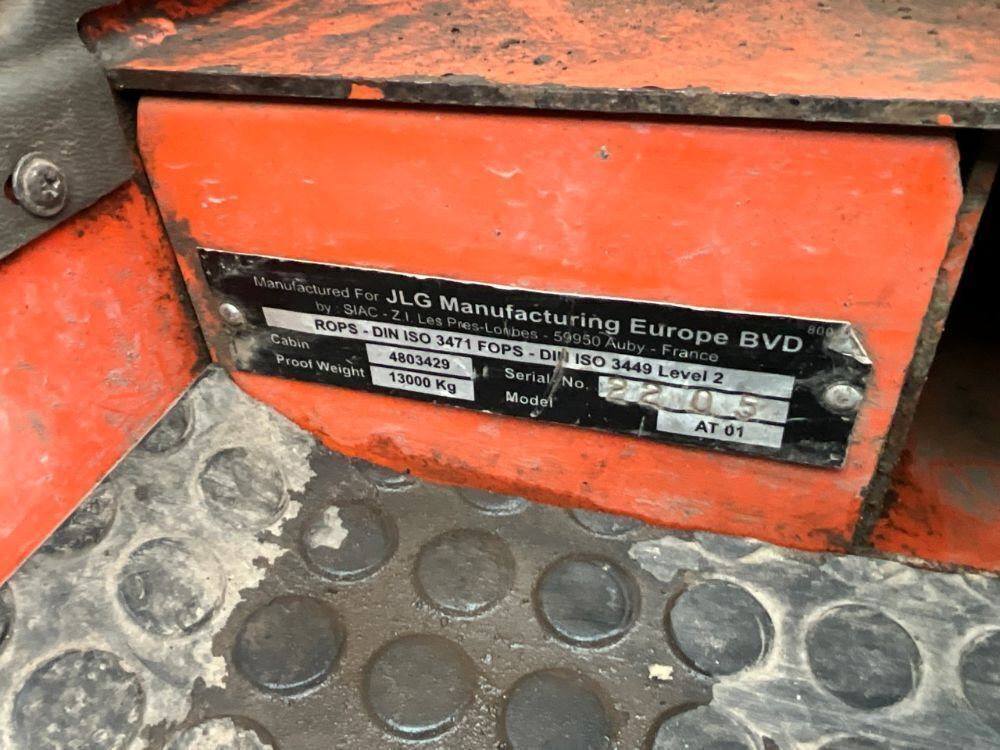 Manufactured For JLG Manufacturing Europe BVD
by : SIAC - Z.I. Les Pres-Loribes - 59950 Auby - France
ROPS - DIN ISO 3471 FOPS - DIN ISO 3449 Level 2
Cabin 4803429 Serial No. 2205
Proof Weight 13000 Kg Model AT 01